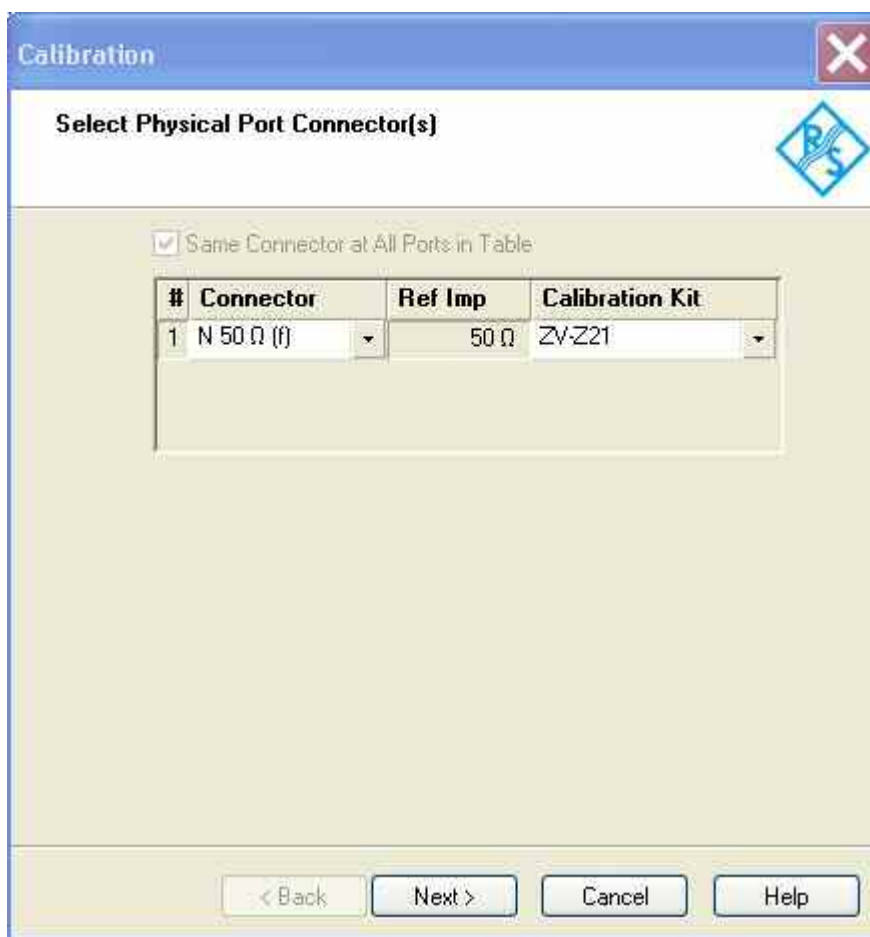 Calibration
Select Physical Port Connector(s)
R S
Same Connector at All Ports in Table
# Connector Ref Imp Calibration Kit
1 N 50 Ω (f) 50 Ω ZV-Z21
< Back Next > Cancel Help